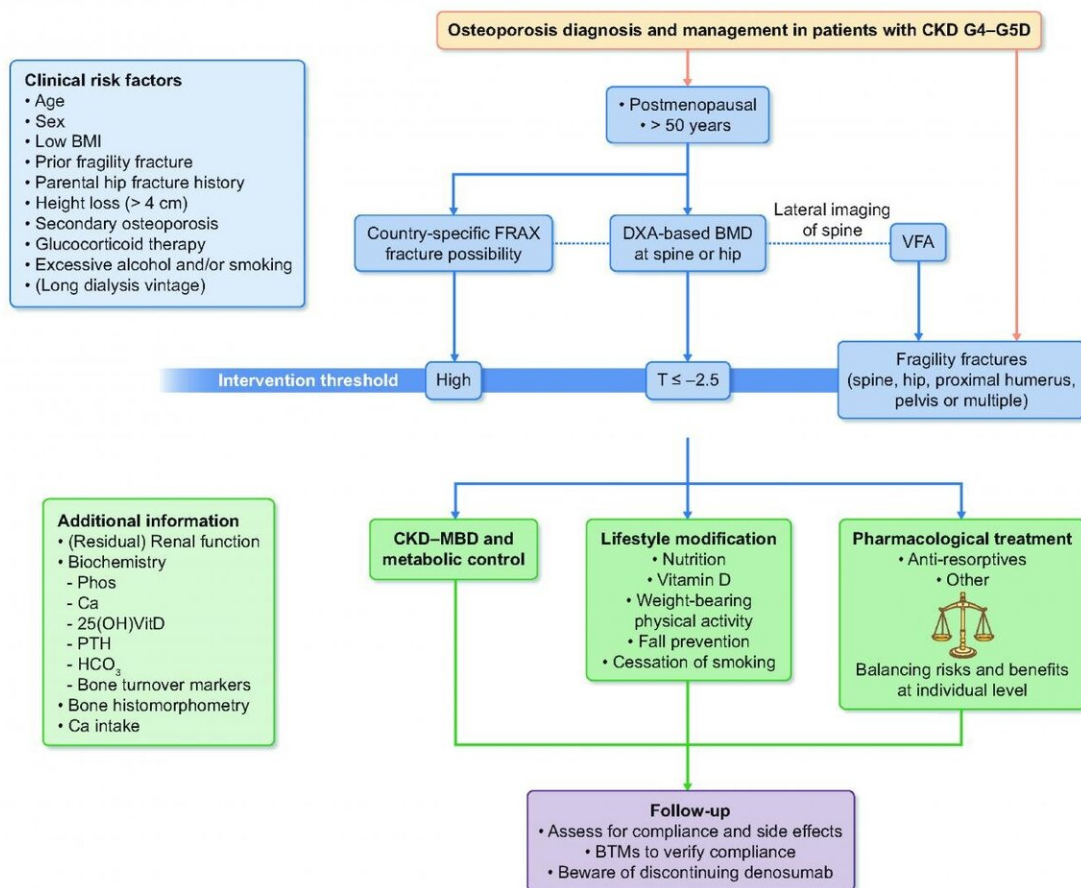 Osteoporosis diagnosis and management in patients with CKD G4–G5D
Clinical risk factors
• Age
• Sex
• Low BMI
• Prior fragility fracture
• Parental hip fracture history
• Height loss (> 4 cm)
• Secondary osteoporosis
• Glucocorticoid therapy
• Excessive alcohol and/or smoking
• (Long dialysis vintage)
• Postmenopausal
• > 50 years
Country-specific FRAX
fracture possibility
DXA-based BMD
at spine or hip
Lateral imaging
of spine
VFA
Intervention threshold
High
T ≤ –2.5
Fragility fractures
(spine, hip, proximal humerus,
pelvis or multiple)
Additional information
• (Residual) Renal function
• Biochemistry
- Phos
- Ca
- 25(OH)VitD
- PTH
- HCO₃
- Bone turnover markers
• Bone histomorphometry
• Ca intake
CKD–MBD and
metabolic control
Lifestyle modification
• Nutrition
• Vitamin D
• Weight-bearing
physical activity
• Fall prevention
• Cessation of smoking
Pharmacological treatment
• Anti-resorptives
• Other
Balancing risks and benefits
at individual level
Follow-up
• Assess for compliance and side effects
• BTMs to verify compliance
• Beware of discontinuing denosumab